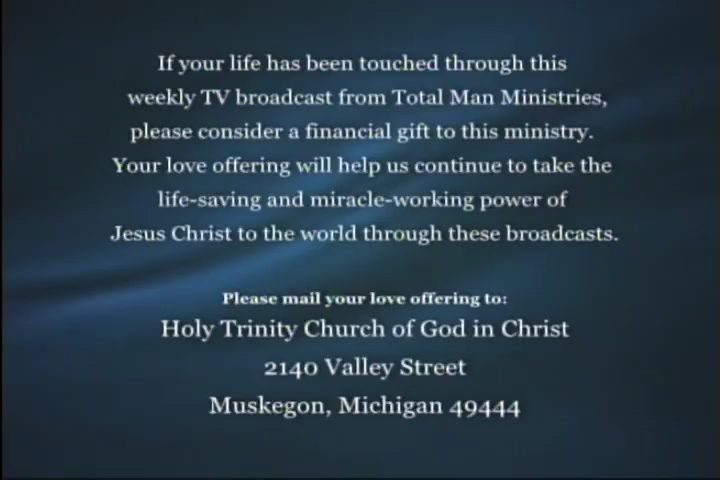 If your life has been touched through this
weekly TV broadcast from Total Man Ministries,
please consider a financial gift to this ministry.
Your love offering will help us continue to take the
life-saving and miracle-working power of
Jesus Christ to the world through these broadcasts.
Please mail your love offering to:
Holy Trinity Church of God in Christ
2140 Valley Street
Muskegon, Michigan 49444